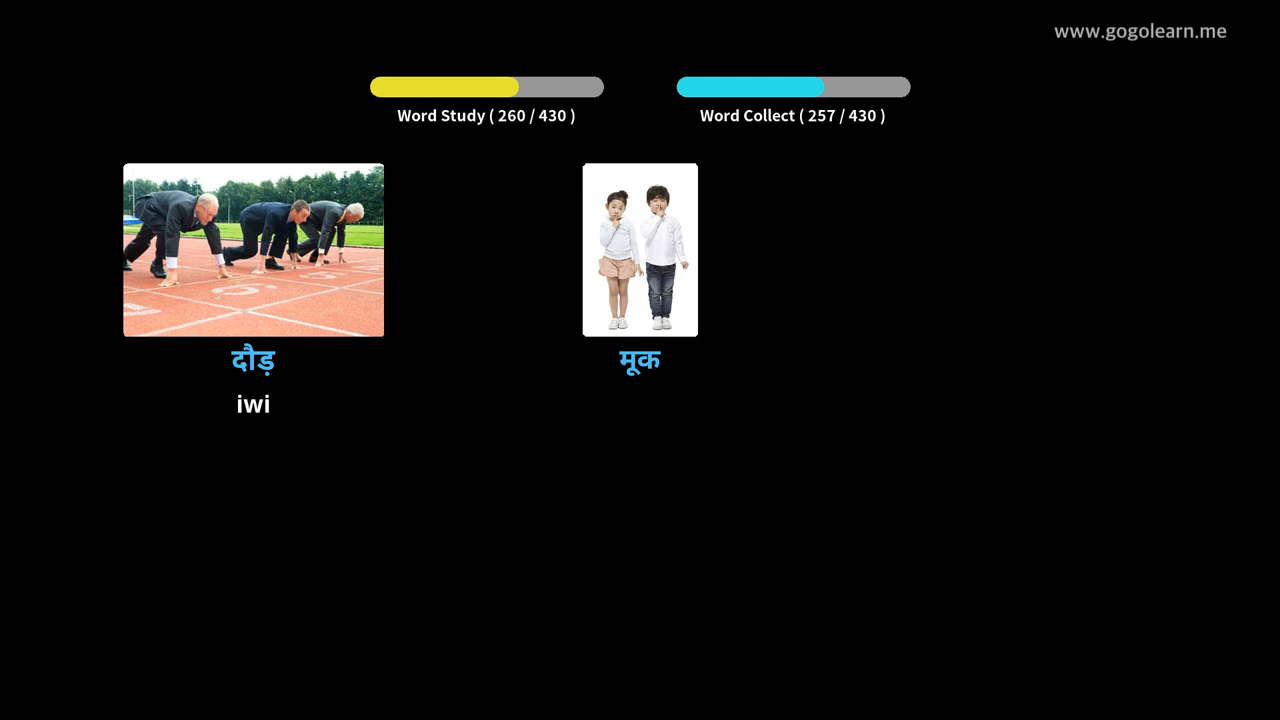 www.gogolearn.me
Word Study ( 260 / 430 )
Word Collect ( 257 / 430 )
दौड़
मूक
iwi